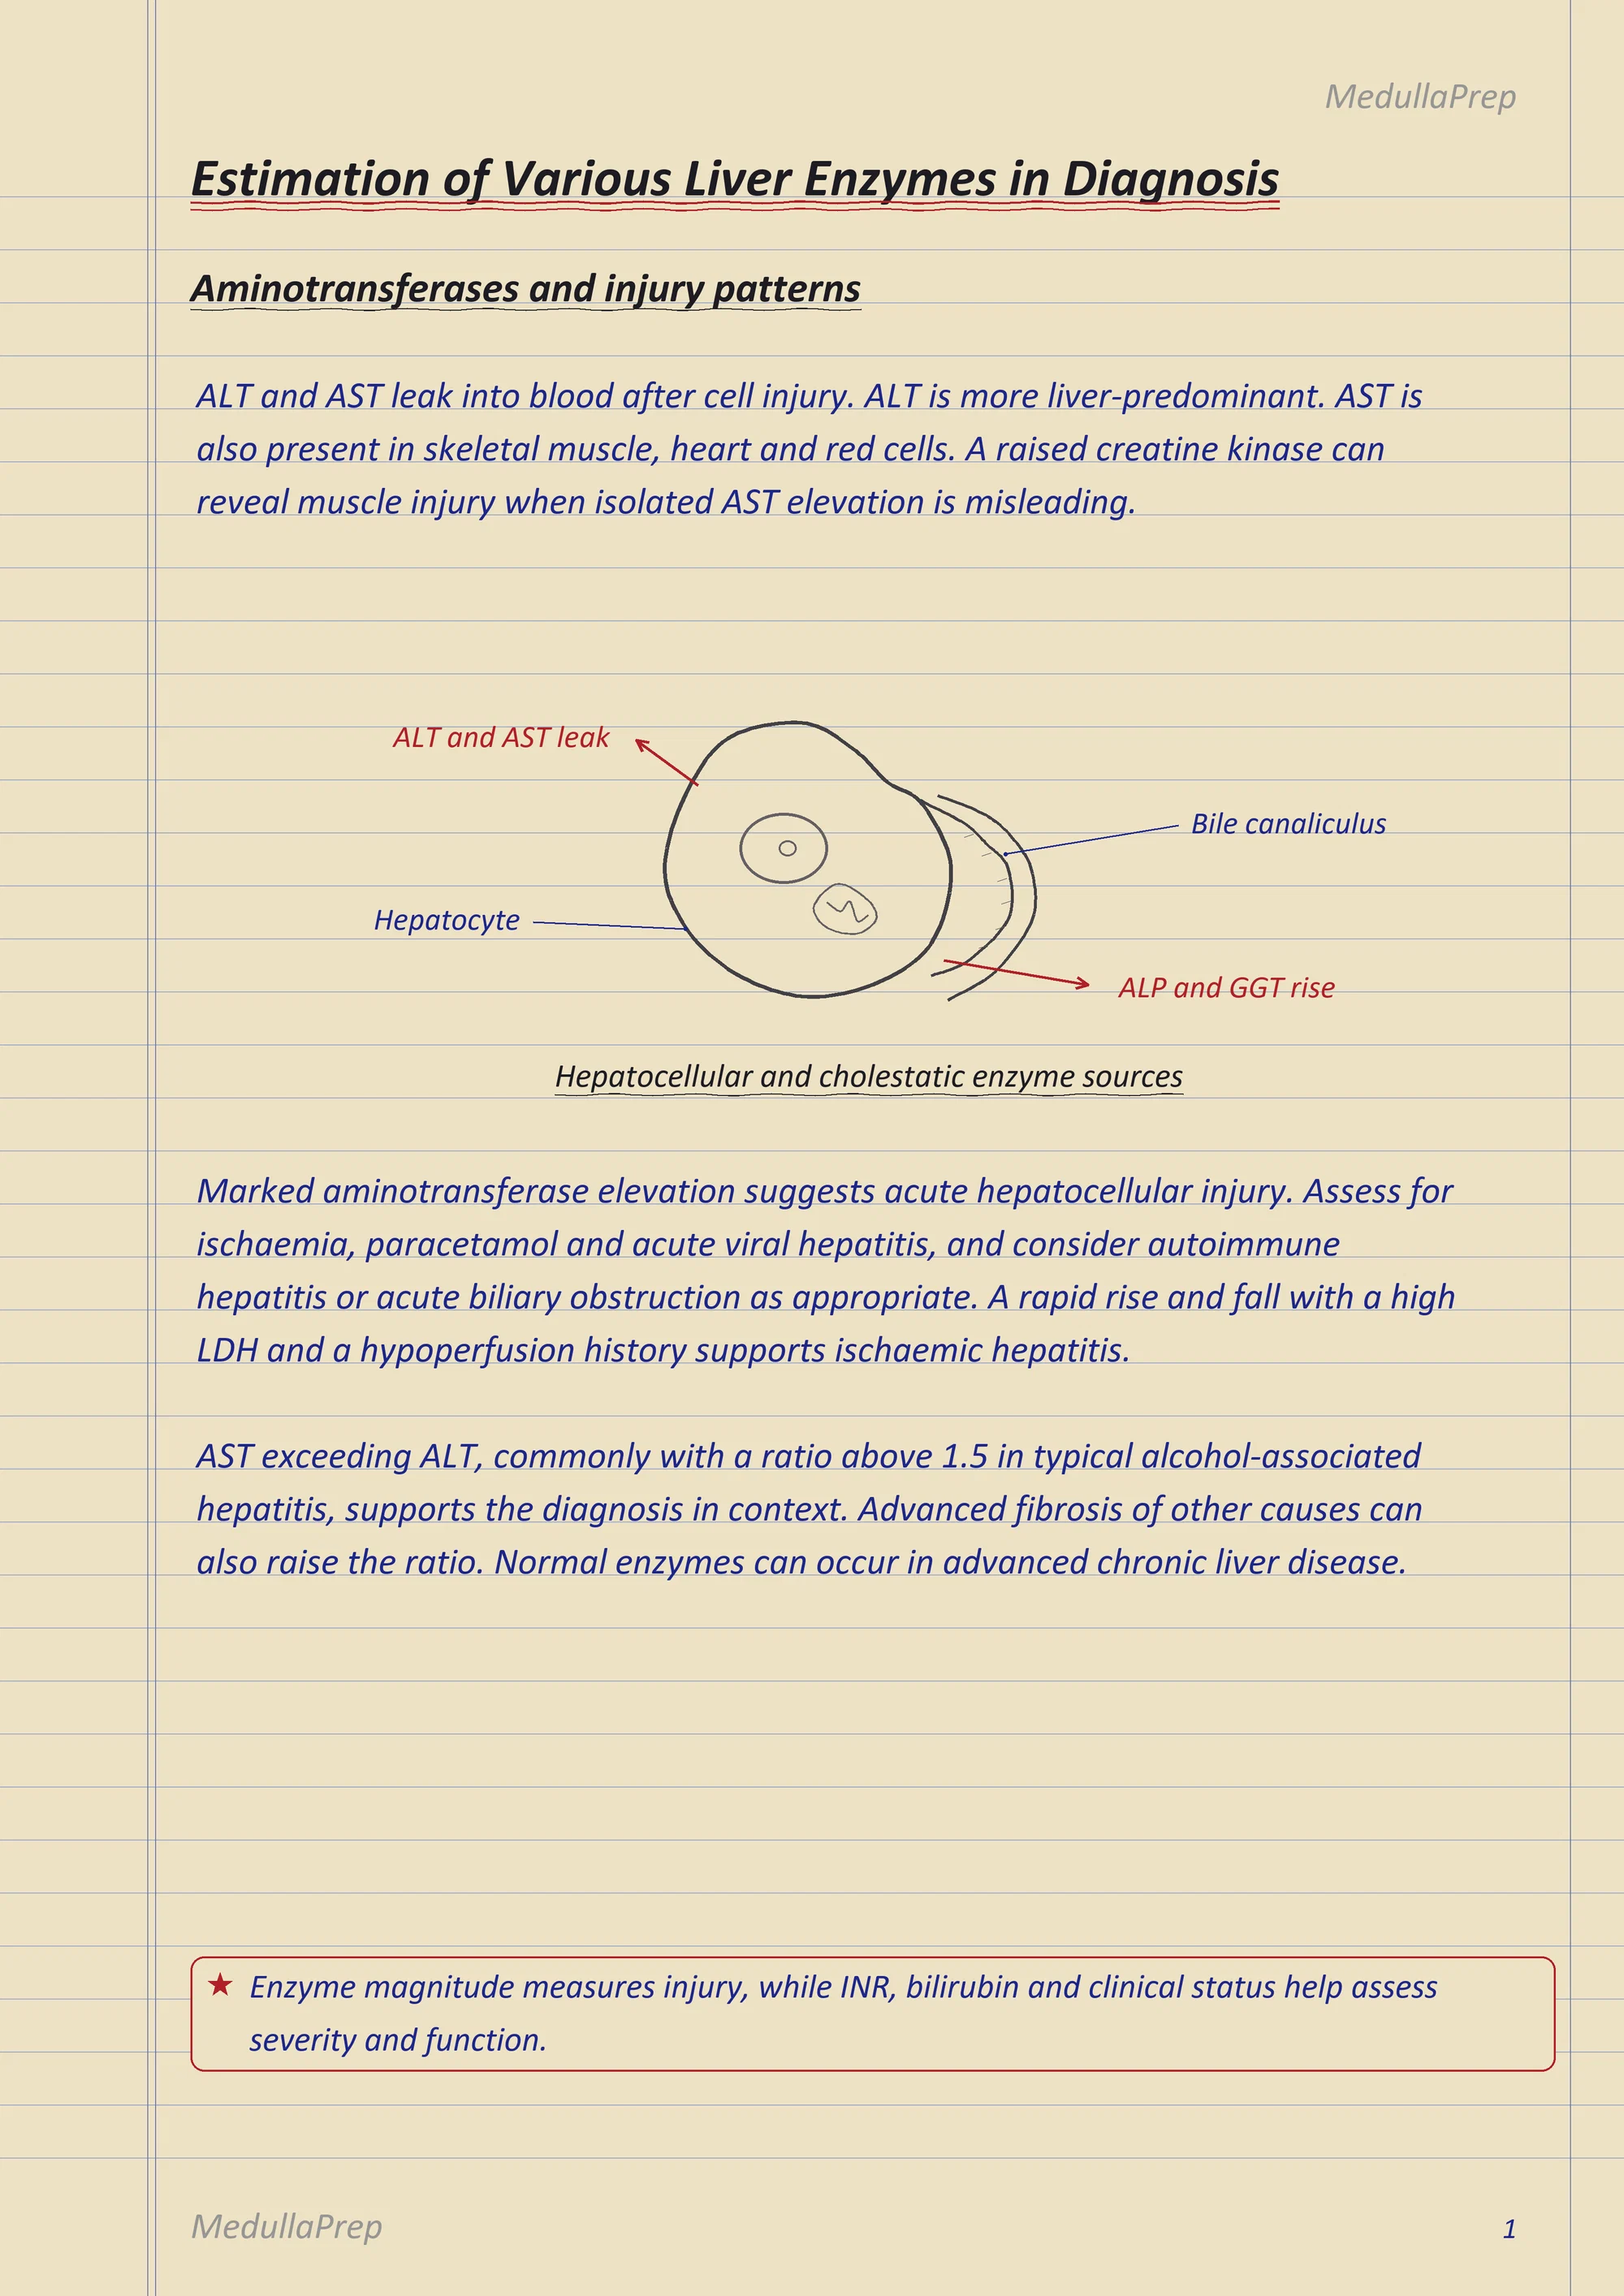 MedullaPrep
Estimation of Various Liver Enzymes in Diagnosis
Aminotransferases and injury patterns
ALT and AST leak into blood after cell injury. ALT is more liver-predominant. AST is
also present in skeletal muscle, heart and red cells. A raised creatine kinase can
reveal muscle injury when isolated AST elevation is misleading.
ALT and AST leak
Bile canaliculus
Hepatocyte
ALP and GGT rise
Hepatocellular and cholestatic enzyme sources
Marked aminotransferase elevation suggests acute hepatocellular injury. Assess for
ischaemia, paracetamol and acute viral hepatitis, and consider autoimmune
hepatitis or acute biliary obstruction as appropriate. A rapid rise and fall with a high
LDH and a hypoperfusion history supports ischaemic hepatitis.
AST exceeding ALT, commonly with a ratio above 1.5 in typical alcohol-associated
hepatitis, supports the diagnosis in context. Advanced fibrosis of other causes can
also raise the ratio. Normal enzymes can occur in advanced chronic liver disease.
★ Enzyme magnitude measures injury, while INR, bilirubin and clinical status help assess
severity and function.
MedullaPrep
1